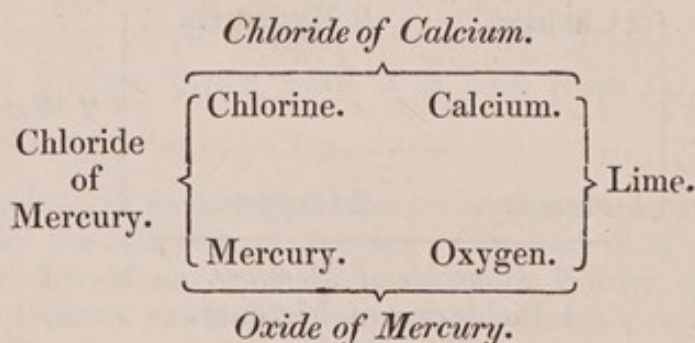 Chloride of Calcium.
Chlorine. Calcium.
Chloride
of
Mercury.
Lime.
Mercury. Oxygen.
Oxide of Mercury.